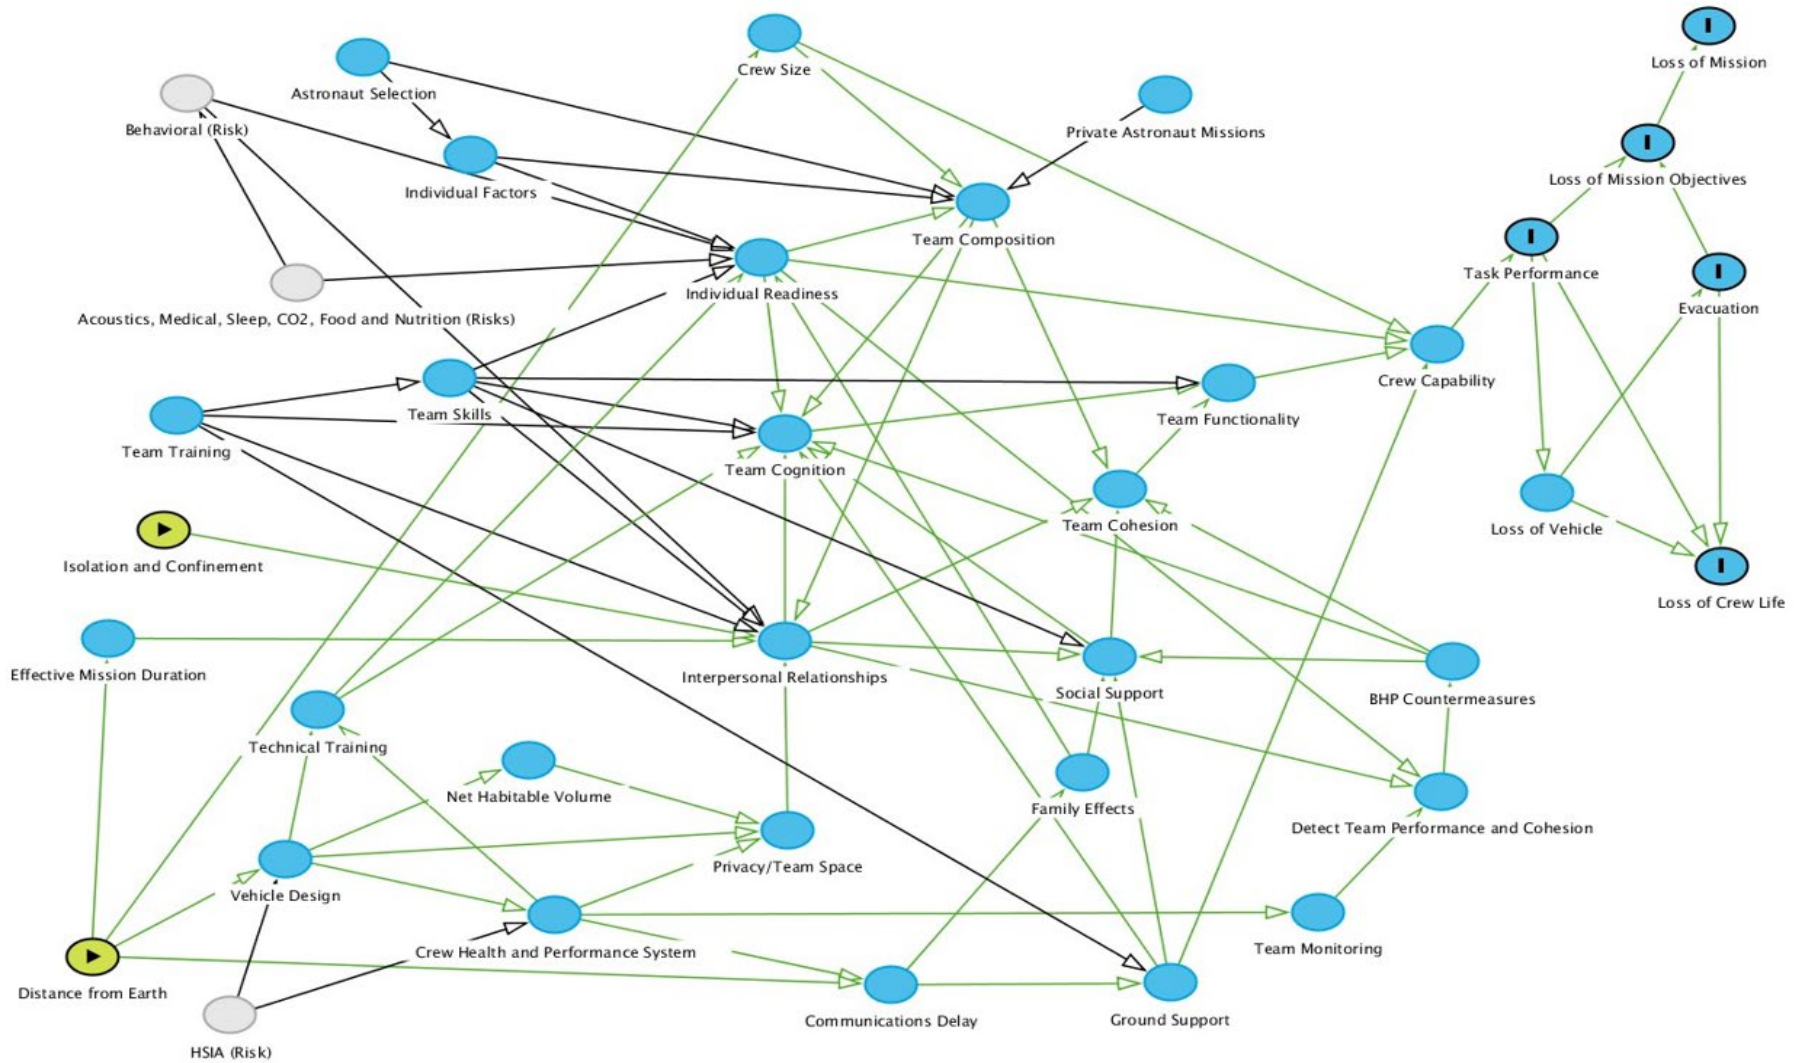 Loss of Mission
Crew Size
Astronaut Selection
Behavioral (Risk)
Private Astronaut Missions
Loss of Mission Objectives
Individual Factors
Team Composition
Task Performance
Individual Readiness
Evacuation
Acoustics, Medical, Sleep, CO2, Food and Nutrition (Risks)
Crew Capability
Team Skills
Team Functionality
Team Training
Team Cognition
Team Cohesion
Loss of Vehicle
Isolation and Confinement
Loss of Crew Life
Effective Mission Duration
Interpersonal Relationships
Social Support
BHP Countermeasures
Technical Training
Net Habitable Volume
Family Effects
Detect Team Performance and Cohesion
Privacy/Team Space
Vehicle Design
Crew Health and Performance System
Team Monitoring
Distance from Earth
Communications Delay
Ground Support
HSIA (Risk)